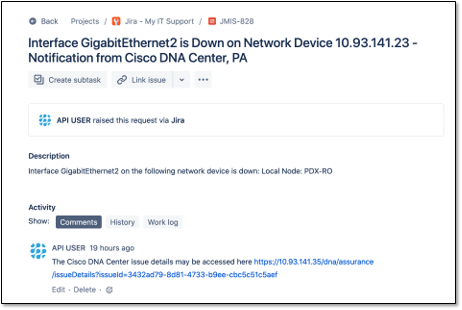 Back Projects / Jira - My IT Support / JMIS-828
Interface GigabitEthernet2 is Down on Network Device 10.93.141.23 -
Notification from Cisco DNA Center, PA
Create subtask Link issue
API USER raised this request via Jira
Description
Interface GigabitEthernet2 on the following network device is down: Local Node: PDX-RO
Activity
Show: Comments History Work log
API USER 19 hours ago
The Cisco DNA Center issue details may be accessed here https://10.93.141.35/dna/assurance
/issueDetails?issueId=3432ad79-8d81-4733-b9ee-cbc5c51c5aef
Edit · Delete ·